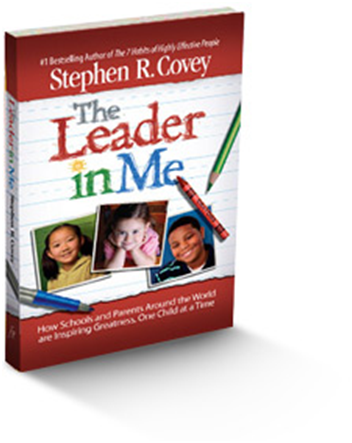 #1 Bestselling Author of The 7 Habits of Highly Effective People
Stephen R. Covey
The
Leader
in Me
How Schools and Parents Around the World
are Inspiring Greatness, One Child at a Time
Leader in Me
Stephen R. Covey